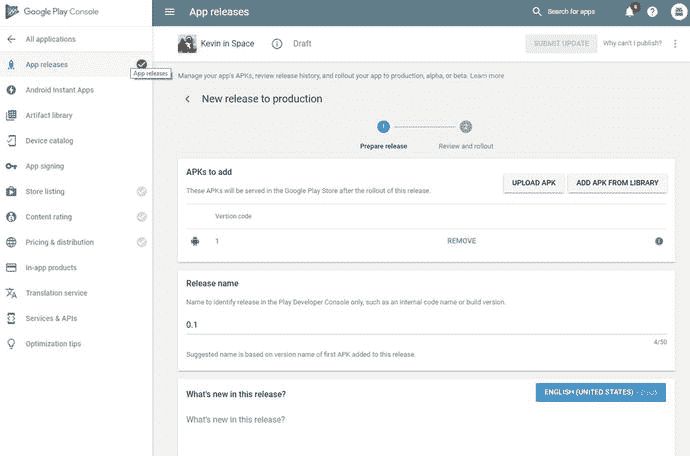 Google Play Console
App releases
Search for apps
6
All applications
Kevin in Space
Draft
SUBMIT UPDATE
Why can't I publish?
App releases
App releases
Manage your app's APKs, review release history, and rollout your app to production, alpha, or beta. Learn more
Android Instant Apps
New release to production
Artifact library
1
2
Device catalog
Prepare release
Review and rollout
App signing
APKs to add
UPLOAD APK
ADD APK FROM LIBRARY
Store listing
These APKs will be served in the Google Play Store after the rollout of this release.
Content rating
Version code
Pricing & distribution
1
REMOVE
In-app products
Release name
Translation service
Name to identify release in the Play Developer Console only, such as an internal code name or build version.
Services & APIs
0.1
Optimization tips
4/50
Suggested name is based on version name of first APK added to this release.
What's new in this release?
ENGLISH (UNITED STATES)
What's new in this release?